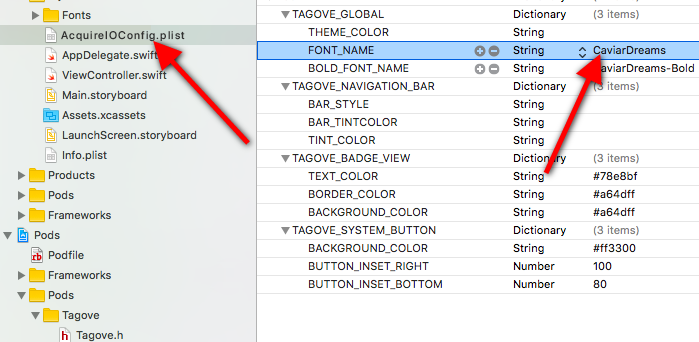 Fonts
AcquireIOConfig.plist
AppDelegate.swift
ViewController.swift
Main.storyboard
Assets.xcassets
LaunchScreen.storyboard
Info.plist
Products
Pods
Frameworks
Pods
Podfile
rb
Frameworks
Pods
Tagove
h Tagove.h
TAGOVE_GLOBAL Dictionary (3 items)
THEME_COLOR String
FONT_NAME String CaviarDreams
BOLD_FONT_NAME String CaviarDreams-Bold
TAGOVE_NAVIGATION_BAR Dictionary (3 items)
BAR_STYLE String
BAR_TINTCOLOR String
TINT_COLOR String
TAGOVE_BADGE_VIEW Dictionary (3 items)
TEXT_COLOR String #78e8bf
BORDER_COLOR String #a64dff
BACKGROUND_COLOR String #a64dff
TAGOVE_SYSTEM_BUTTON Dictionary (3 items)
BACKGROUND_COLOR String #ff3300
BUTTON_INSET_RIGHT Number 100
BUTTON_INSET_BOTTOM Number 80